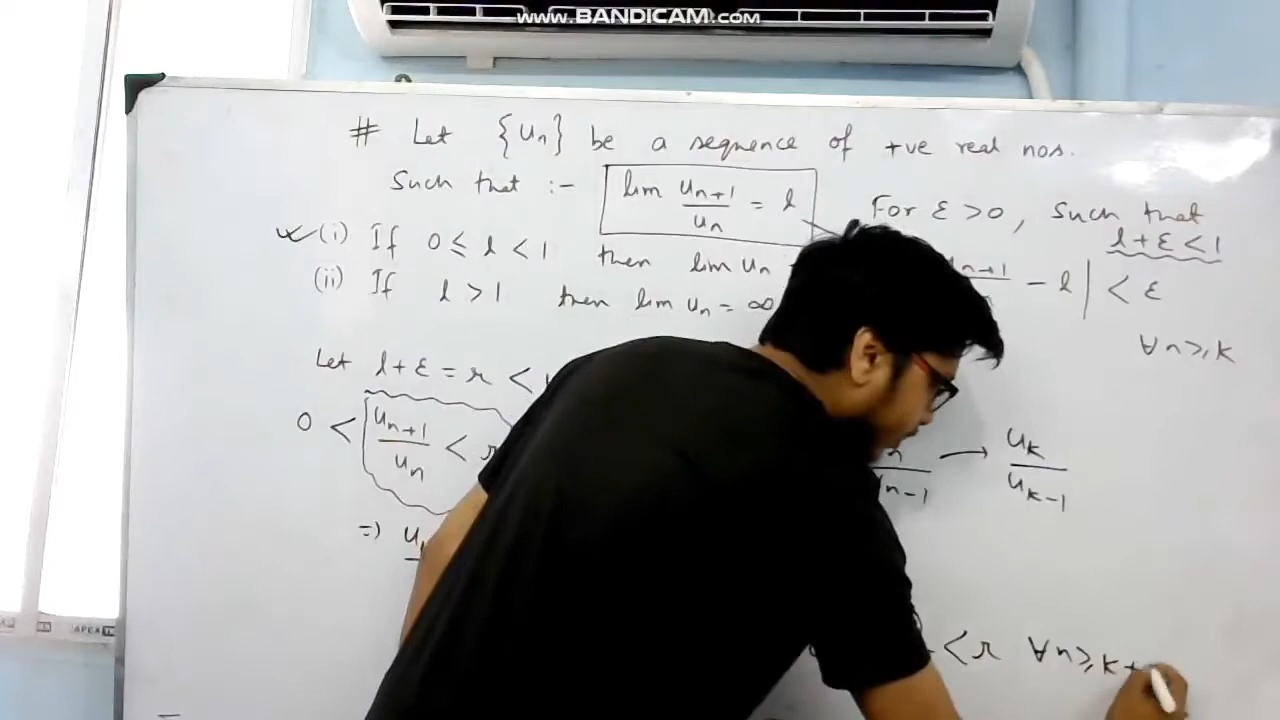 www.BANDICAM.com
# Let {uₙ} be a sequence of +ve real nos.
Such that :- lim uₙ₊₁/uₙ = l
(i) If 0 ≤ l < 1 then lim uₙ
(ii) If l > 1 then lim uₙ = ∞
For ε > 0, such that
l + ε < 1
n+1 - l | < ε
∀ n ≥ k
Let l + ε = r <
0 < uₙ₊₁/uₙ < r
⇒
n-1 → uₖ/uₖ₋₁
< r ∀ n ≥ k +